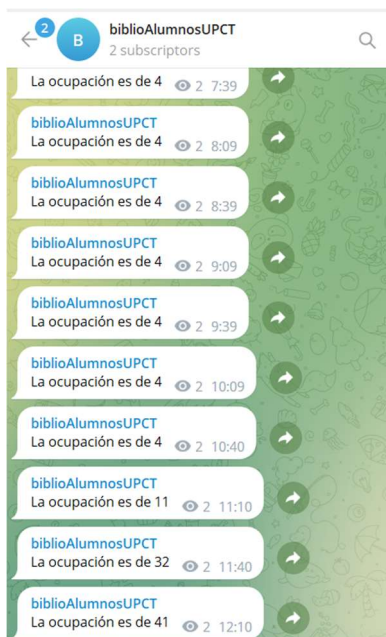 2
B
biblioAlumnosUPCT
2 subscriptors
La ocupación es de 4 2 7:39
biblioAlumnosUPCT
La ocupación es de 4 2 8:09
biblioAlumnosUPCT
La ocupación es de 4 2 8:39
biblioAlumnosUPCT
La ocupación es de 4 2 9:09
biblioAlumnosUPCT
La ocupación es de 4 2 9:39
biblioAlumnosUPCT
La ocupación es de 4 2 10:09
biblioAlumnosUPCT
La ocupación es de 4 2 10:40
biblioAlumnosUPCT
La ocupación es de 11 2 11:10
biblioAlumnosUPCT
La ocupación es de 32 2 11:40
biblioAlumnosUPCT
La ocupación es de 41 2 12:10